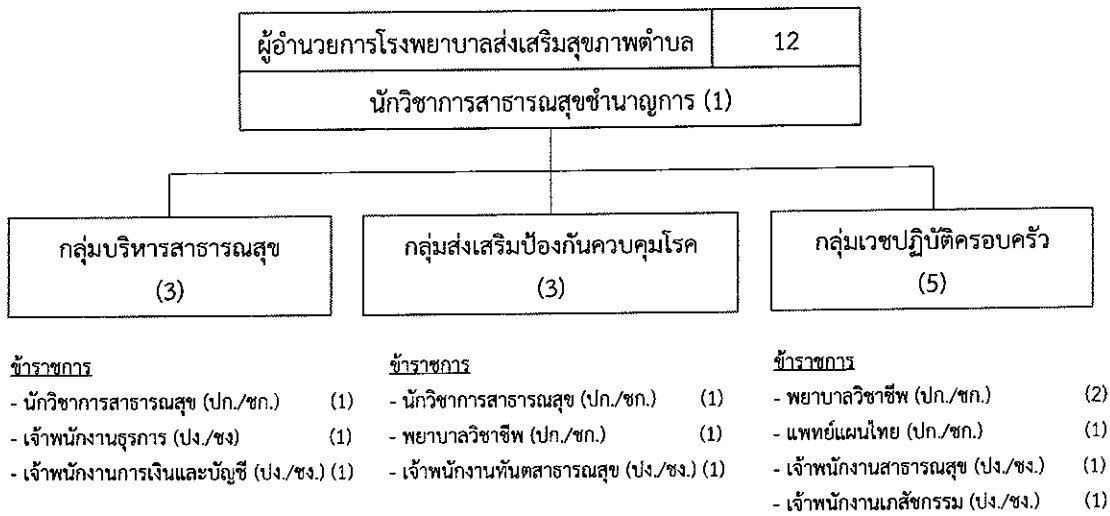 ผู้อำนวยการโรงพยาบาลส่งเสริมสุขภาพตำบล 12
นักวิชาการสาธารณสุขชำนาญการ (1)
กลุ่มบริหารสาธารณสุข
(3)
กลุ่มส่งเสริมป้องกันควบคุมโรค
(3)
กลุ่มเวชปฏิบัติครอบครัว
(5)
ข้าราชการ
- นักวิชาการสาธารณสุข (ปก./ชก.) (1)
- เจ้าพนักงานธุรการ (ปง./ชง) (1)
- เจ้าพนักงานการเงินและบัญชี (ปง./ชง.) (1)
ข้าราชการ
- นักวิชาการสาธารณสุข (ปก./ชก.) (1)
- พยาบาลวิชาชีพ (ปก./ชก.) (1)
- เจ้าพนักงานทันตสาธารณสุข (ปง./ชง.) (1)
ข้าราชการ
- พยาบาลวิชาชีพ (ปก./ชก.) (2)
- แพทย์แผนไทย (ปก./ชก.) (1)
- เจ้าพนักงานสาธารณสุข (ปง./ชง.) (1)
- เจ้าพนักงานเภสัชกรรม (ปง./ชง.) (1)